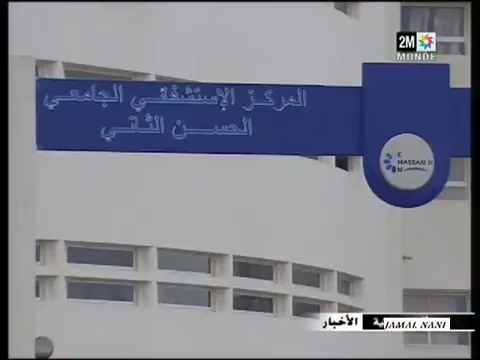 2M
MONDE
المركز الإستشفائي الجامعي
الحسن الثاني
C
HASSAN II
U
الأخبار
JAMAL NANI